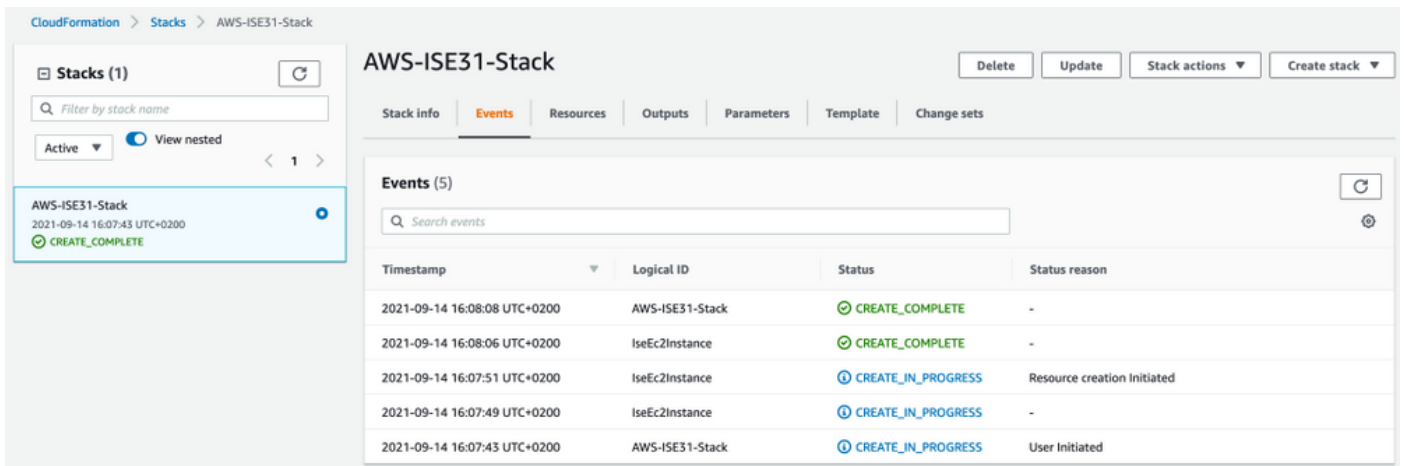 CloudFormation > Stacks > AWS-ISE31-Stack
Stacks (1)
Filter by stack name
Active
View nested
< 1 >
AWS-ISE31-Stack
2021-09-14 16:07:43 UTC+0200
CREATE_COMPLETE
AWS-ISE31-Stack
Delete Update Stack actions Create stack
Stack info Events Resources Outputs Parameters Template Change sets
Events (5)
Search events
Timestamp Logical ID Status Status reason
2021-09-14 16:08:08 UTC+0200 AWS-ISE31-Stack CREATE_COMPLETE -
2021-09-14 16:08:06 UTC+0200 IseEc2Instance CREATE_COMPLETE -
2021-09-14 16:07:51 UTC+0200 IseEc2Instance CREATE_IN_PROGRESS Resource creation Initiated
2021-09-14 16:07:49 UTC+0200 IseEc2Instance CREATE_IN_PROGRESS -
2021-09-14 16:07:43 UTC+0200 AWS-ISE31-Stack CREATE_IN_PROGRESS User Initiated